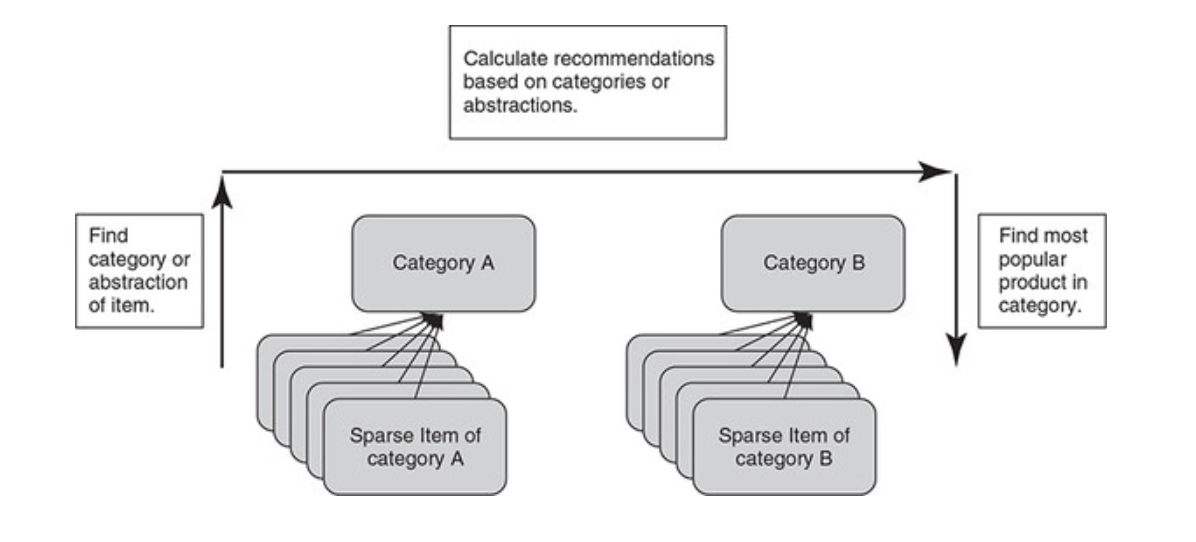 Calculate recommendations
based on categories or
abstractions.
Find
category or
abstraction
of item.
Category A
Category B
Find most
popular
product in
category.
Sparse Item of
category A
Sparse Item of
category B